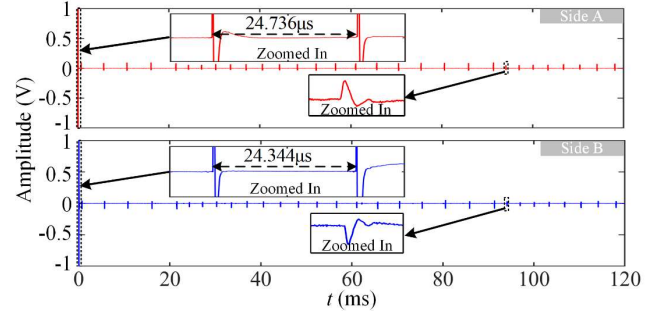 Amplitude (V)
1
0.5
0
-0.5
-1
Side A
24.736μs
Zoomed In
Zoomed In
1
0.5
0
-0.5
-1
Side B
24.344μs
Zoomed In
Zoomed In
0 20 40 60 80 100 120
t (ms)